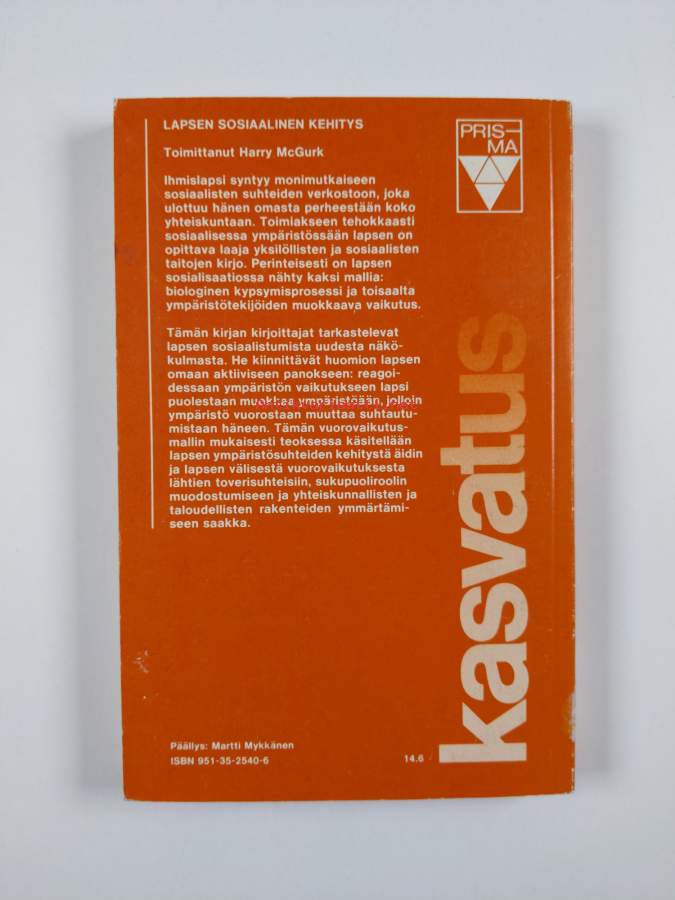 LAPSEN SOSIAALINEN KEHITYS
Toimittanut Harry McGurk
Ihmislapsi syntyy monimutkaiseen
sosiaalisten suhteiden verkostoon, joka
ulottuu hänen omasta perheestään koko
yhteiskuntaan. Toimiakseen tehokkaasti
sosiaalisessa ympäristössään lapsen on
opittava laaja yksilöllisten ja sosiaalisten
taitojen kirjo. Perinteisesti on lapsen
sosialisaatiossa nähty kaksi mallia:
biologinen kypsymisprosessi ja toisaalta
ympäristötekijöiden muokkaava vaikutus.
Tämän kirjan kirjoittajat tarkastelevat
lapsen sosiaalistumista uudesta näkö-
kulmasta. He kiinnittävät huomion lapsen
omaan aktiiviseen panokseen: reagoi-
dessaan ympäristön vaikutukseen lapsi
puolestaan muokkaa ympäristöään, jolloin
ympäristö vuorostaan muuttaa suhtautu-
mistaan häneen. Tämän vuorovaikutus-
mallin mukaisesti teoksessa käsitellään
lapsen ympäristösuhteiden kehitystä äidin
ja lapsen välisestä vuorovaikutuksesta
lähtien toverisuhteisiin, sukupuoliroolin
muodostumiseen ja yhteiskunnallisten ja
taloudellisten rakenteiden ymmärtämi-
seen saakka.
Päällys: Martti Mykkänen
ISBN 951-35-2540-6
14.6
PRIS-
MA
kasvatus